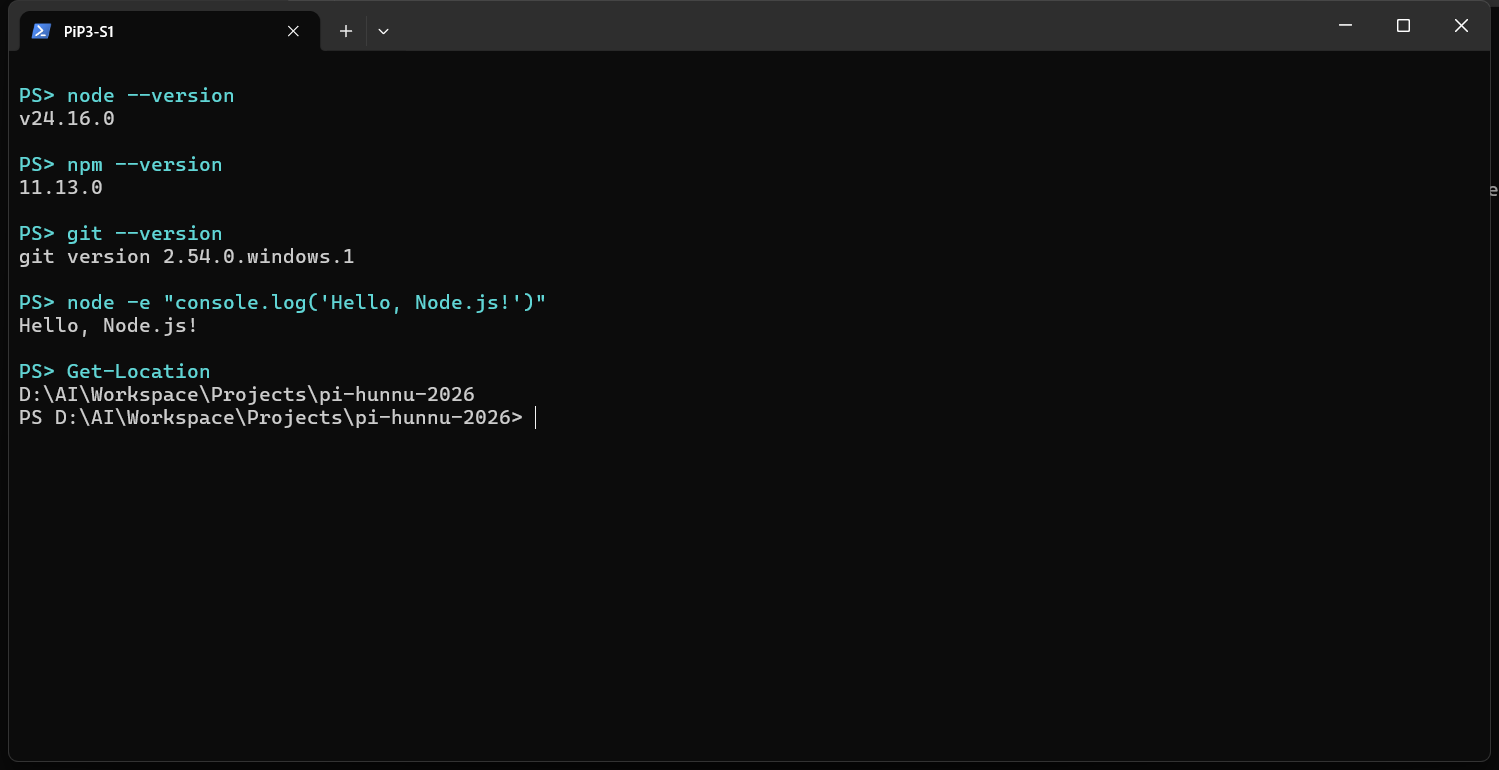 PiP3-S1
PS> node --version
v24.16.0
PS> npm --version
11.13.0
PS> git --version
git version 2.54.0.windows.1
PS> node -e "console.log('Hello, Node.js!')"
Hello, Node.js!
PS> Get-Location
D:\AI\Workspace\Projects\pi-hunnu-2026
PS D:\AI\Workspace\Projects\pi-hunnu-2026>